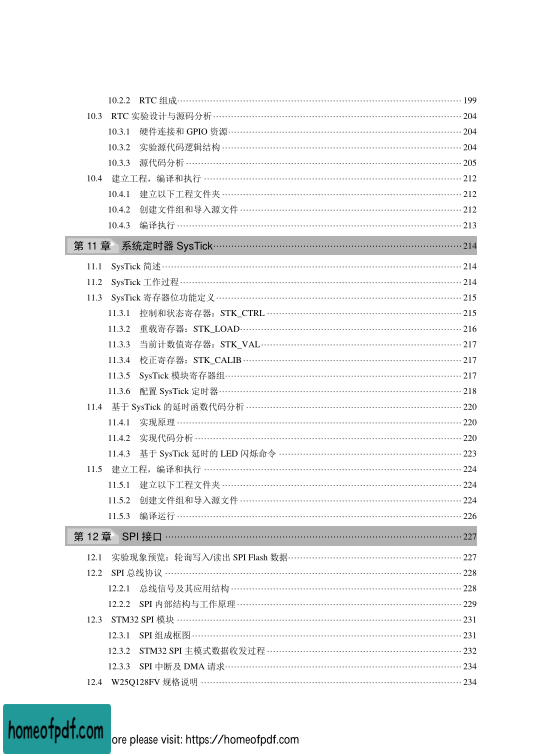 10.2.2 RTC 组成 199
10.3 RTC 实验设计与源码分析 204
10.3.1 硬件连接和 GPIO 资源 204
10.3.2 实验源代码逻辑结构 204
10.3.3 源代码分析 205
10.4 建立工程，编译和执行 212
10.4.1 建立以下工程文件夹 212
10.4.2 创建文件组和导入源文件 212
10.4.3 编译执行 213
第 11 章 系统定时器 SysTick 214
11.1 SysTick 简述 214
11.2 SysTick 工作过程 214
11.3 SysTick 寄存器位功能定义 215
11.3.1 控制和状态寄存器：STK_CTRL 215
11.3.2 重载寄存器：STK_LOAD 216
11.3.3 当前计数值寄存器：STK_VAL 217
11.3.4 校正寄存器：STK_CALIB 217
11.3.5 SysTick 模块寄存器组 217
11.3.6 配置 SysTick 定时器 218
11.4 基于 SysTick 的延时函数代码分析 220
11.4.1 实现原理 220
11.4.2 实现代码分析 220
11.4.3 基于 SysTick 延时的 LED 闪烁命令 223
11.5 建立工程，编译和执行 224
11.5.1 建立以下工程文件夹 224
11.5.2 创建文件组和导入源文件 224
11.5.3 编译运行 226
第 12 章 SPI 接口 227
12.1 实验现象预览：轮询写入/读出 SPI Flash 数据 227
12.2 SPI 总线协议 228
12.2.1 总线信号及其应用结构 228
12.2.2 SPI 内部结构与工作原理 229
12.3 STM32 SPI 模块 231
12.3.1 SPI 组成框图 231
12.3.2 STM32 SPI 主模式数据收发过程 232
12.3.3 SPI 中断及 DMA 请求 234
12.4 W25Q128FV 规格说明 234
homeofpdf.com
ore please visit: https://homeofpdf.com